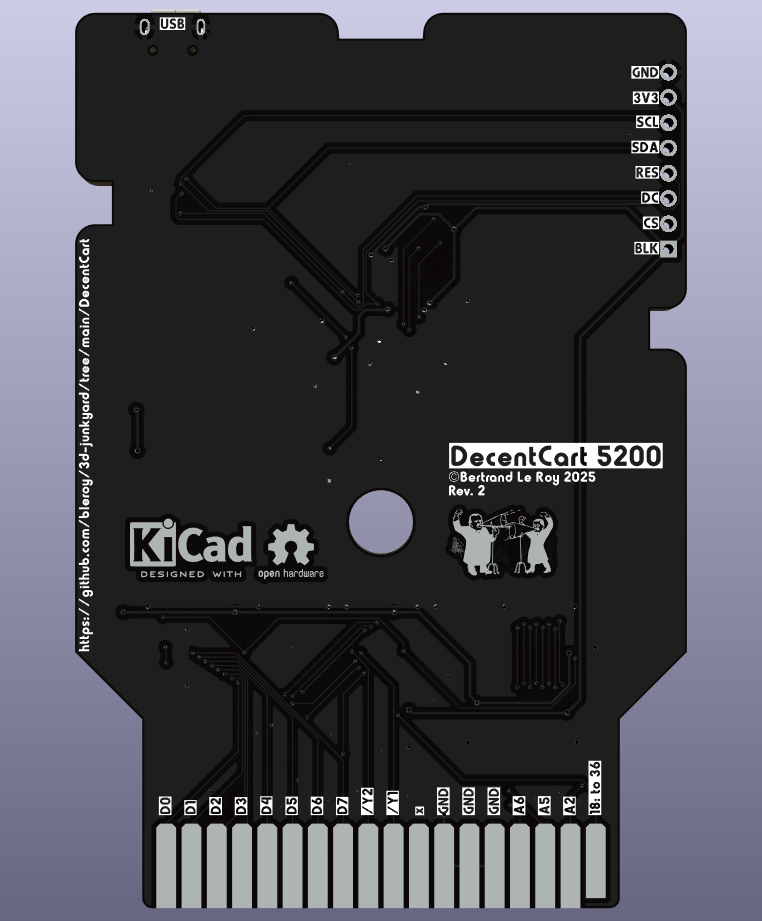 USB
GND
3V3
SCL
SDA
RES
DC
CS
BLK
https://github.com/bleroy/3d-junkyard/tree/main/DecentCart
DecentCart 5200
©Bertrand Le Roy 2025
Rev. 2
KiCad
DESIGNED WITH
open hardware
D0
D1
D2
D3
D4
D5
D6
D7
/Y2
/Y1
x
GND
GND
GND
A6
A5
A2
18: to 36